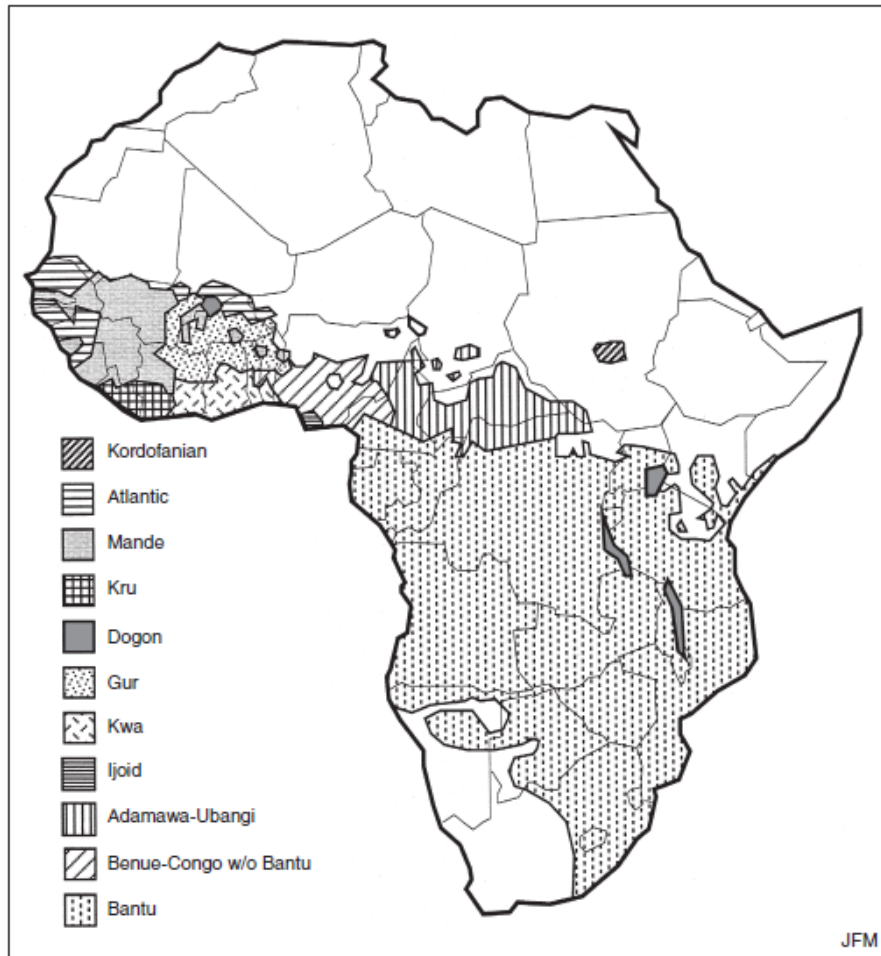 Kordofanian
Atlantic
Mande
Kru
Dogon
Gur
Kwa
Ijoid
Adamawa-Ubangi
Benue-Congo w/o Bantu
Bantu
JFM